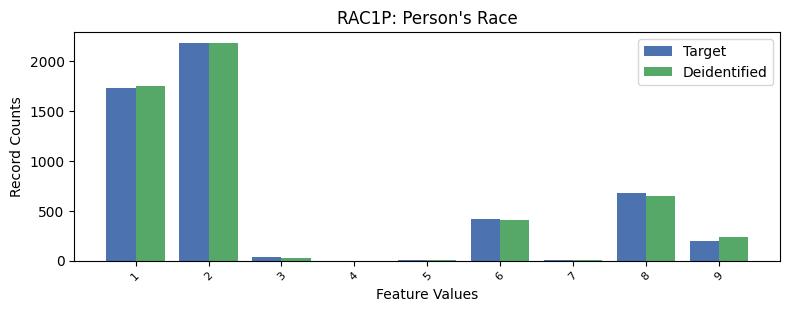 RAC1P: Person's Race
Target
Deidentified
Record Counts
2000
1500
1000
500
0
1 2 3 4 5 6 7 8 9
Feature Values